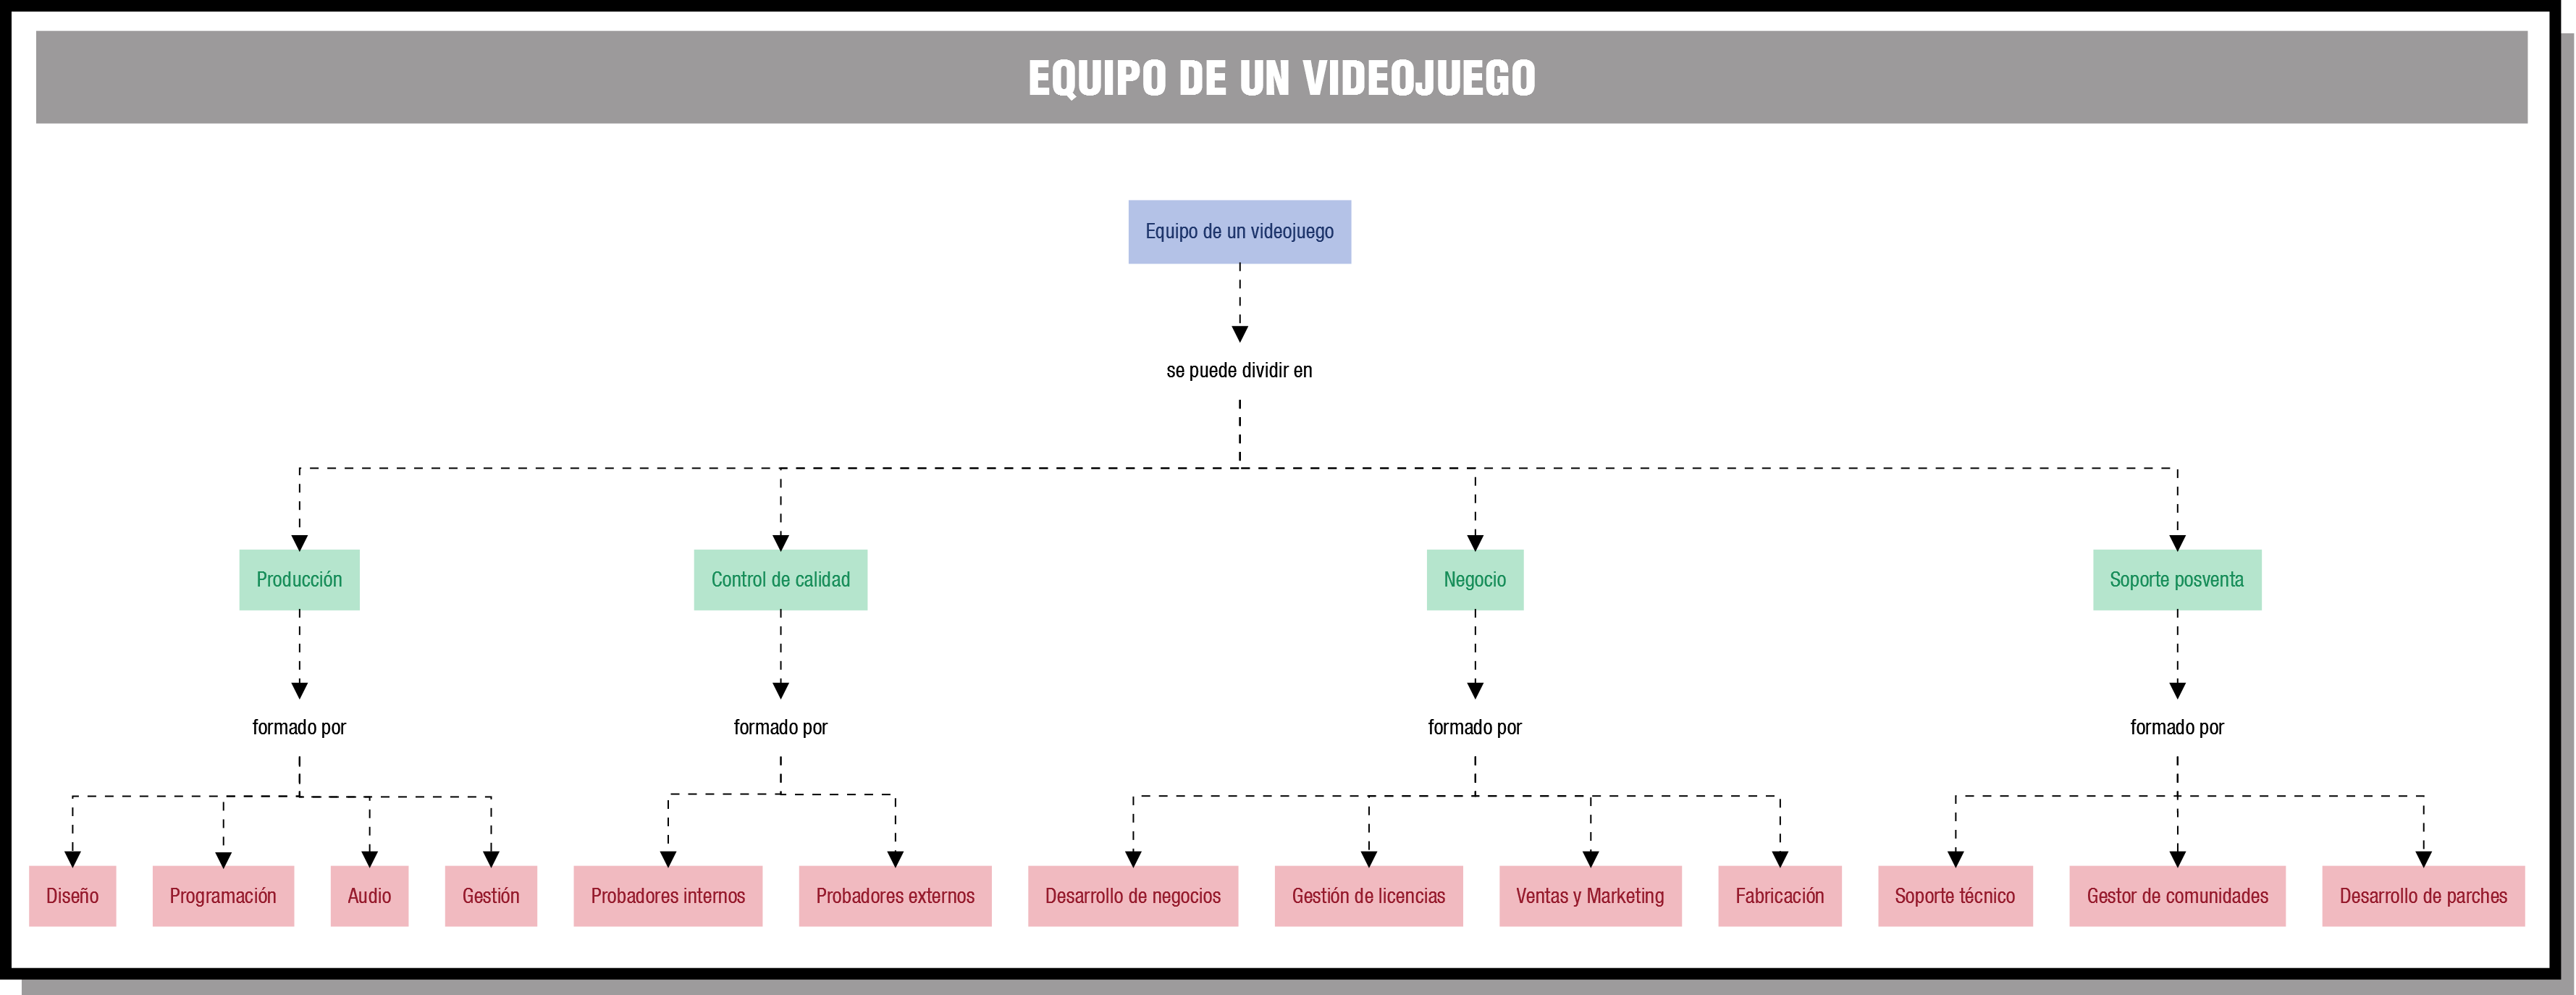 EQUIPO DE UN VIDEOJUEGO
Equipo de un videojuego
se puede dividir en
Producción
Control de calidad
Negocio
Soporte posventa
formado por
formado por
formado por
formado por
Diseño
Programación
Audio
Gestión
Probadores internos
Probadores externos
Desarrollo de negocios
Gestión de licencias
Ventas y Marketing
Fabricación
Soporte técnico
Gestor de comunidades
Desarrollo de parches